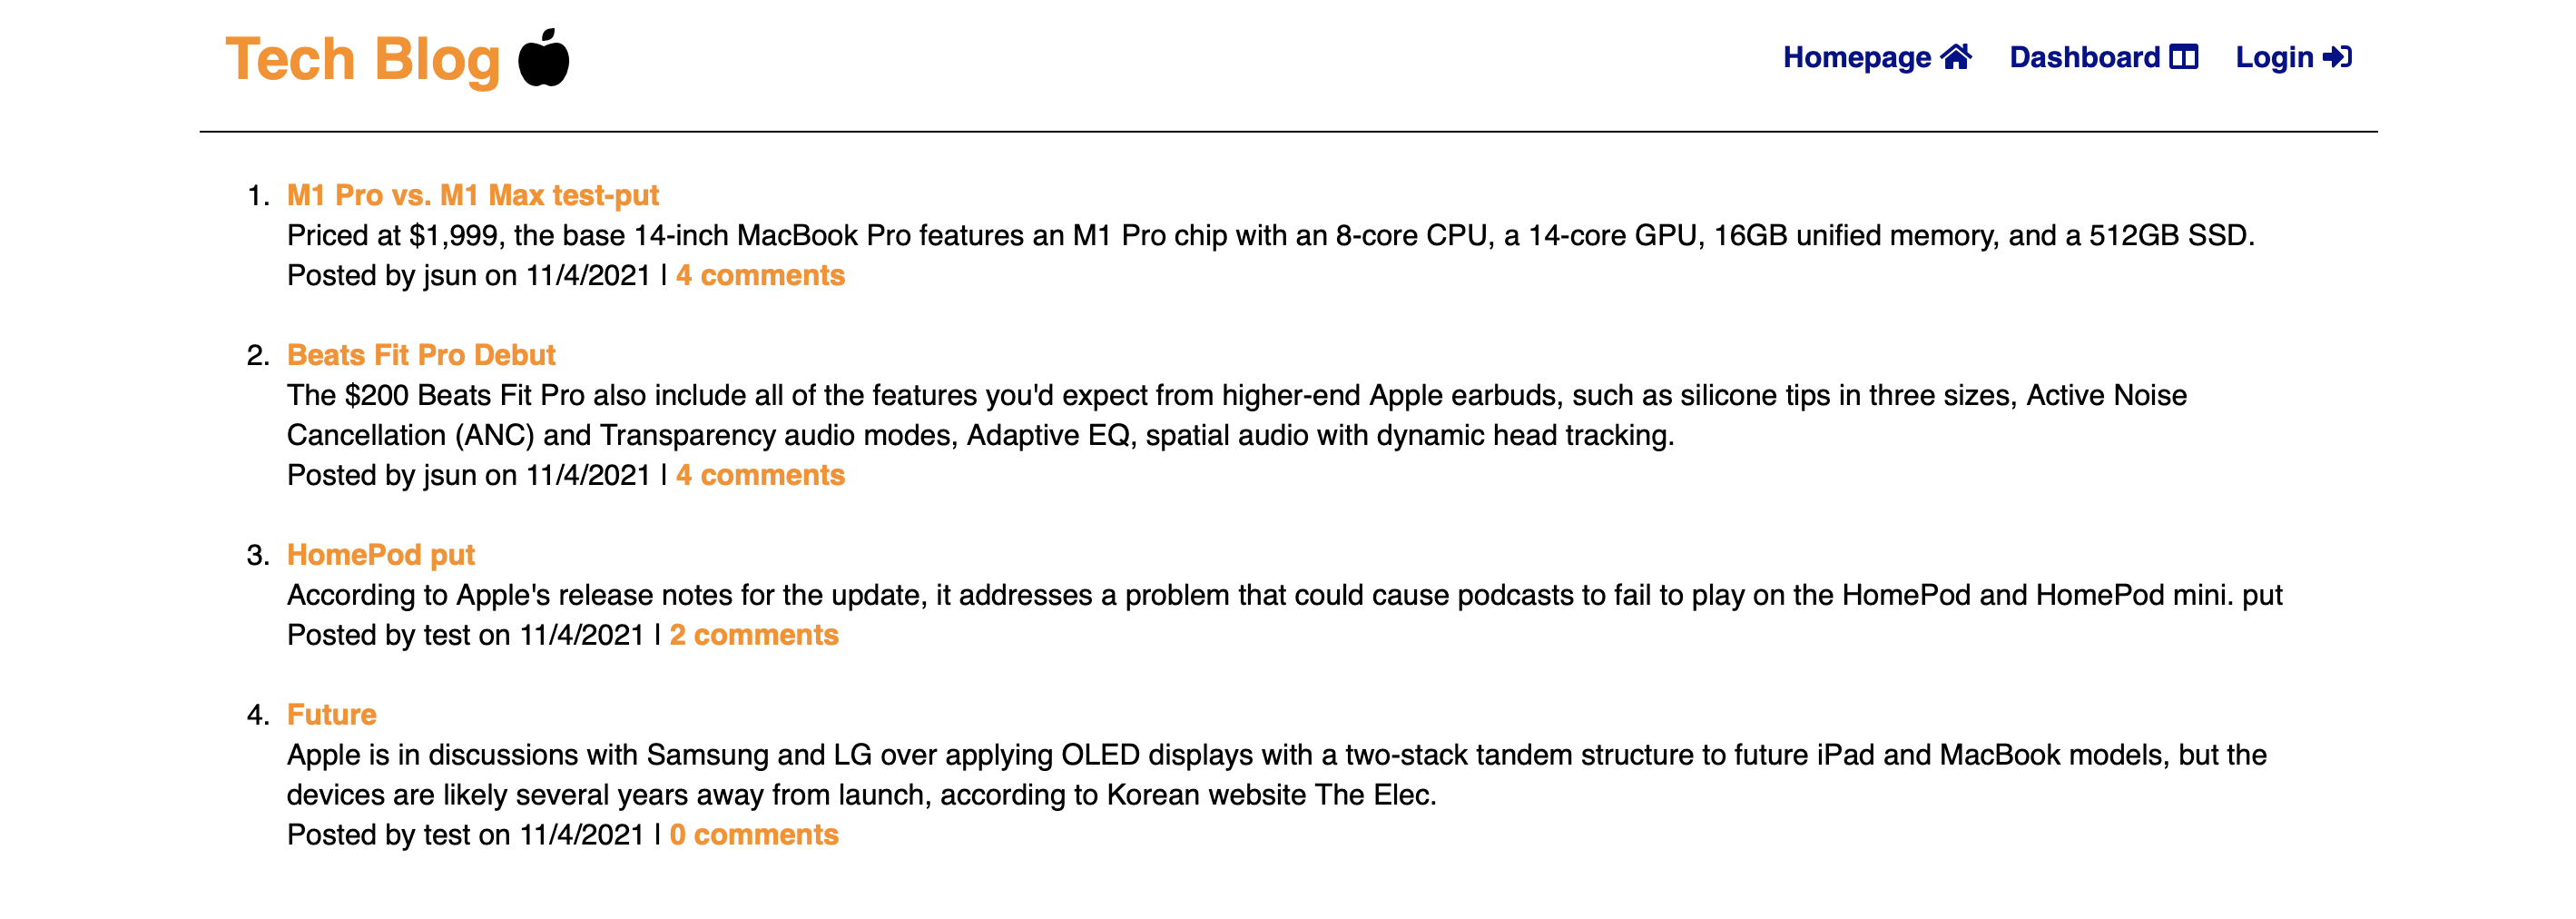 Tech Blog
Homepage Dashboard Login
1. M1 Pro vs. M1 Max test-put
Priced at $1,999, the base 14-inch MacBook Pro features an M1 Pro chip with an 8-core CPU, a 14-core GPU, 16GB unified memory, and a 512GB SSD.
Posted by jsun on 11/4/2021 | 4 comments
2. Beats Fit Pro Debut
The $200 Beats Fit Pro also include all of the features you'd expect from higher-end Apple earbuds, such as silicone tips in three sizes, Active Noise
Cancellation (ANC) and Transparency audio modes, Adaptive EQ, spatial audio with dynamic head tracking.
Posted by jsun on 11/4/2021 | 4 comments
3. HomePod put
According to Apple's release notes for the update, it addresses a problem that could cause podcasts to fail to play on the HomePod and HomePod mini. put
Posted by test on 11/4/2021 | 2 comments
4. Future
Apple is in discussions with Samsung and LG over applying OLED displays with a two-stack tandem structure to future iPad and MacBook models, but the
devices are likely several years away from launch, according to Korean website The Elec.
Posted by test on 11/4/2021 | 0 comments